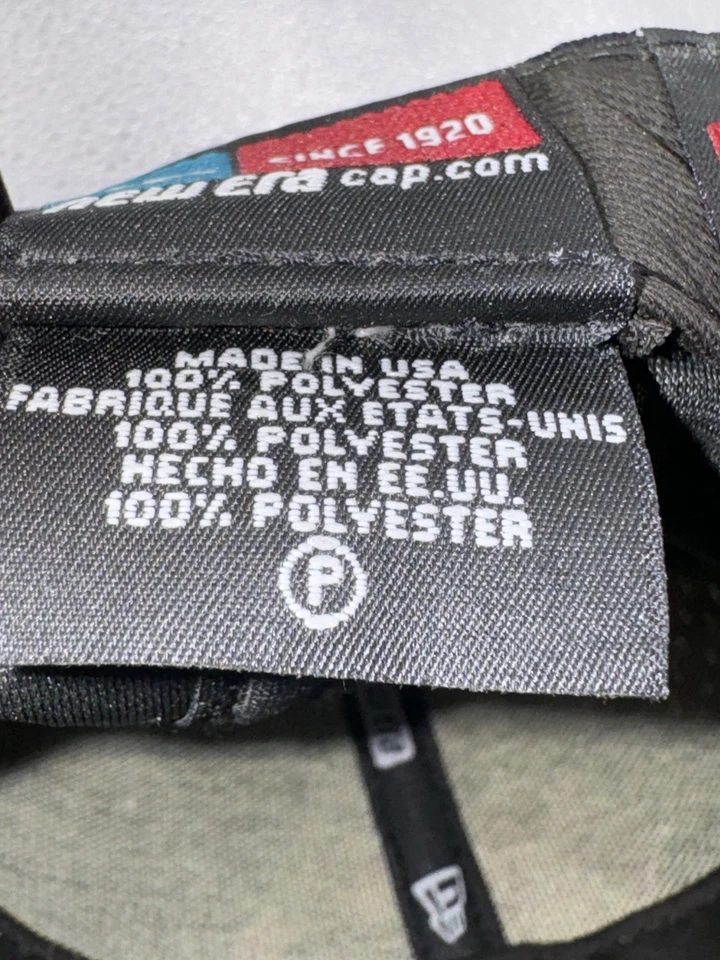 SINCE 1920
new era cap.com
MADE IN USA
100% POLYESTER
FABRIQUE AUX ETATS-UNIS
100% POLYESTER
HECHO EN EE.UU.
100% POLYESTER
P